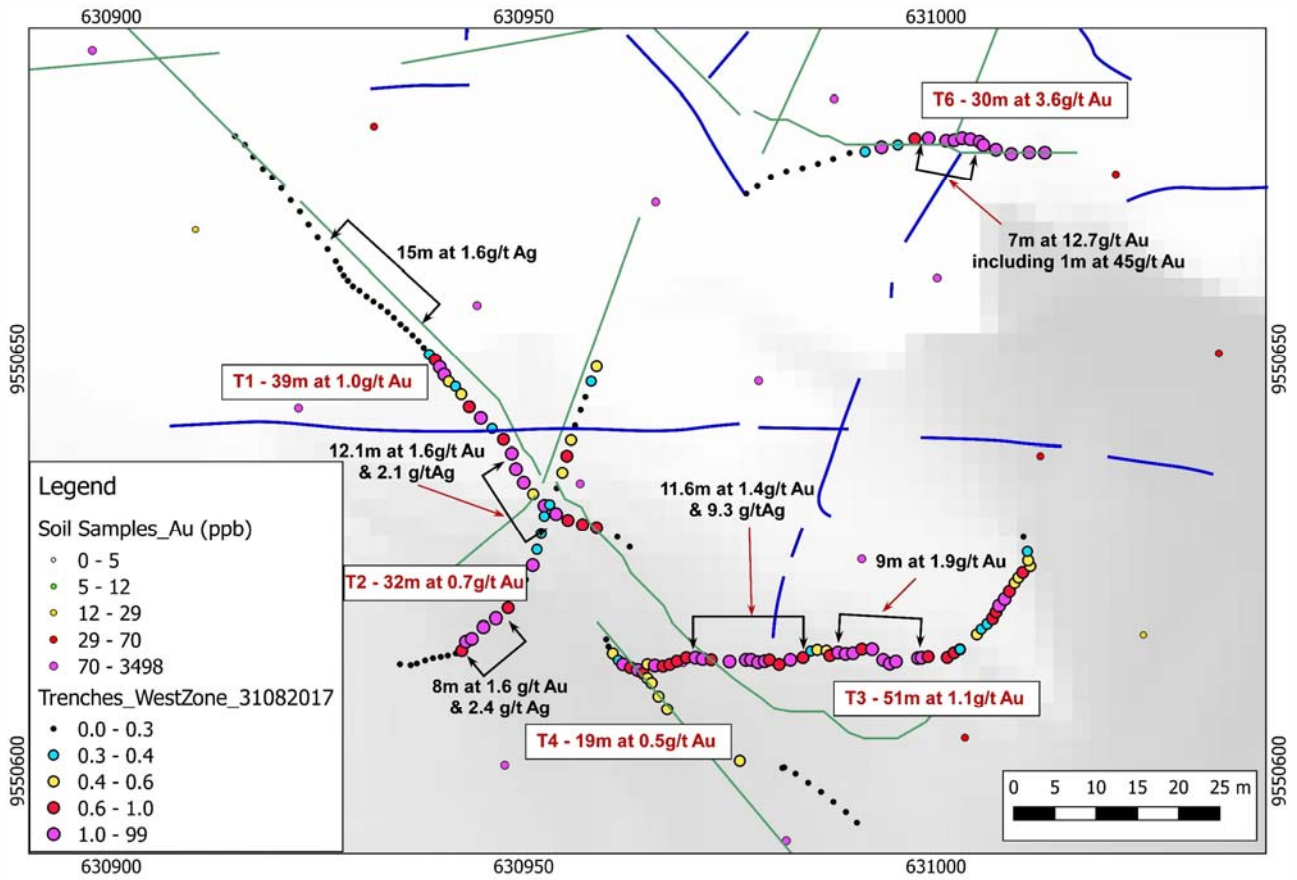 630900
630950
631000
T6 - 30m at 3.6g/t Au
7m at 12.7g/t Au
including 1m at 45g/t Au
15m at 1.6g/t Ag
9550650
9550650
T1 - 39m at 1.0g/t Au
12.1m at 1.6g/t Au
& 2.1 g/tAg
11.6m at 1.4g/t Au
& 9.3 g/tAg
9m at 1.9g/t Au
T2 - 32m at 0.7g/t Au
8m at 1.6 g/t Au
& 2.4 g/t Ag
T3 - 51m at 1.1g/t Au
T4 - 19m at 0.5g/t Au
9550600
9550600
Legend
Soil Samples_Au (ppb)
0 - 5
5 - 12
12 - 29
29 - 70
70 - 3498
Trenches_WestZone_31082017
0.0 - 0.3
0.3 - 0.4
0.4 - 0.6
0.6 - 1.0
1.0 - 99
0 5 10 15 20 25 m
630900
630950
631000